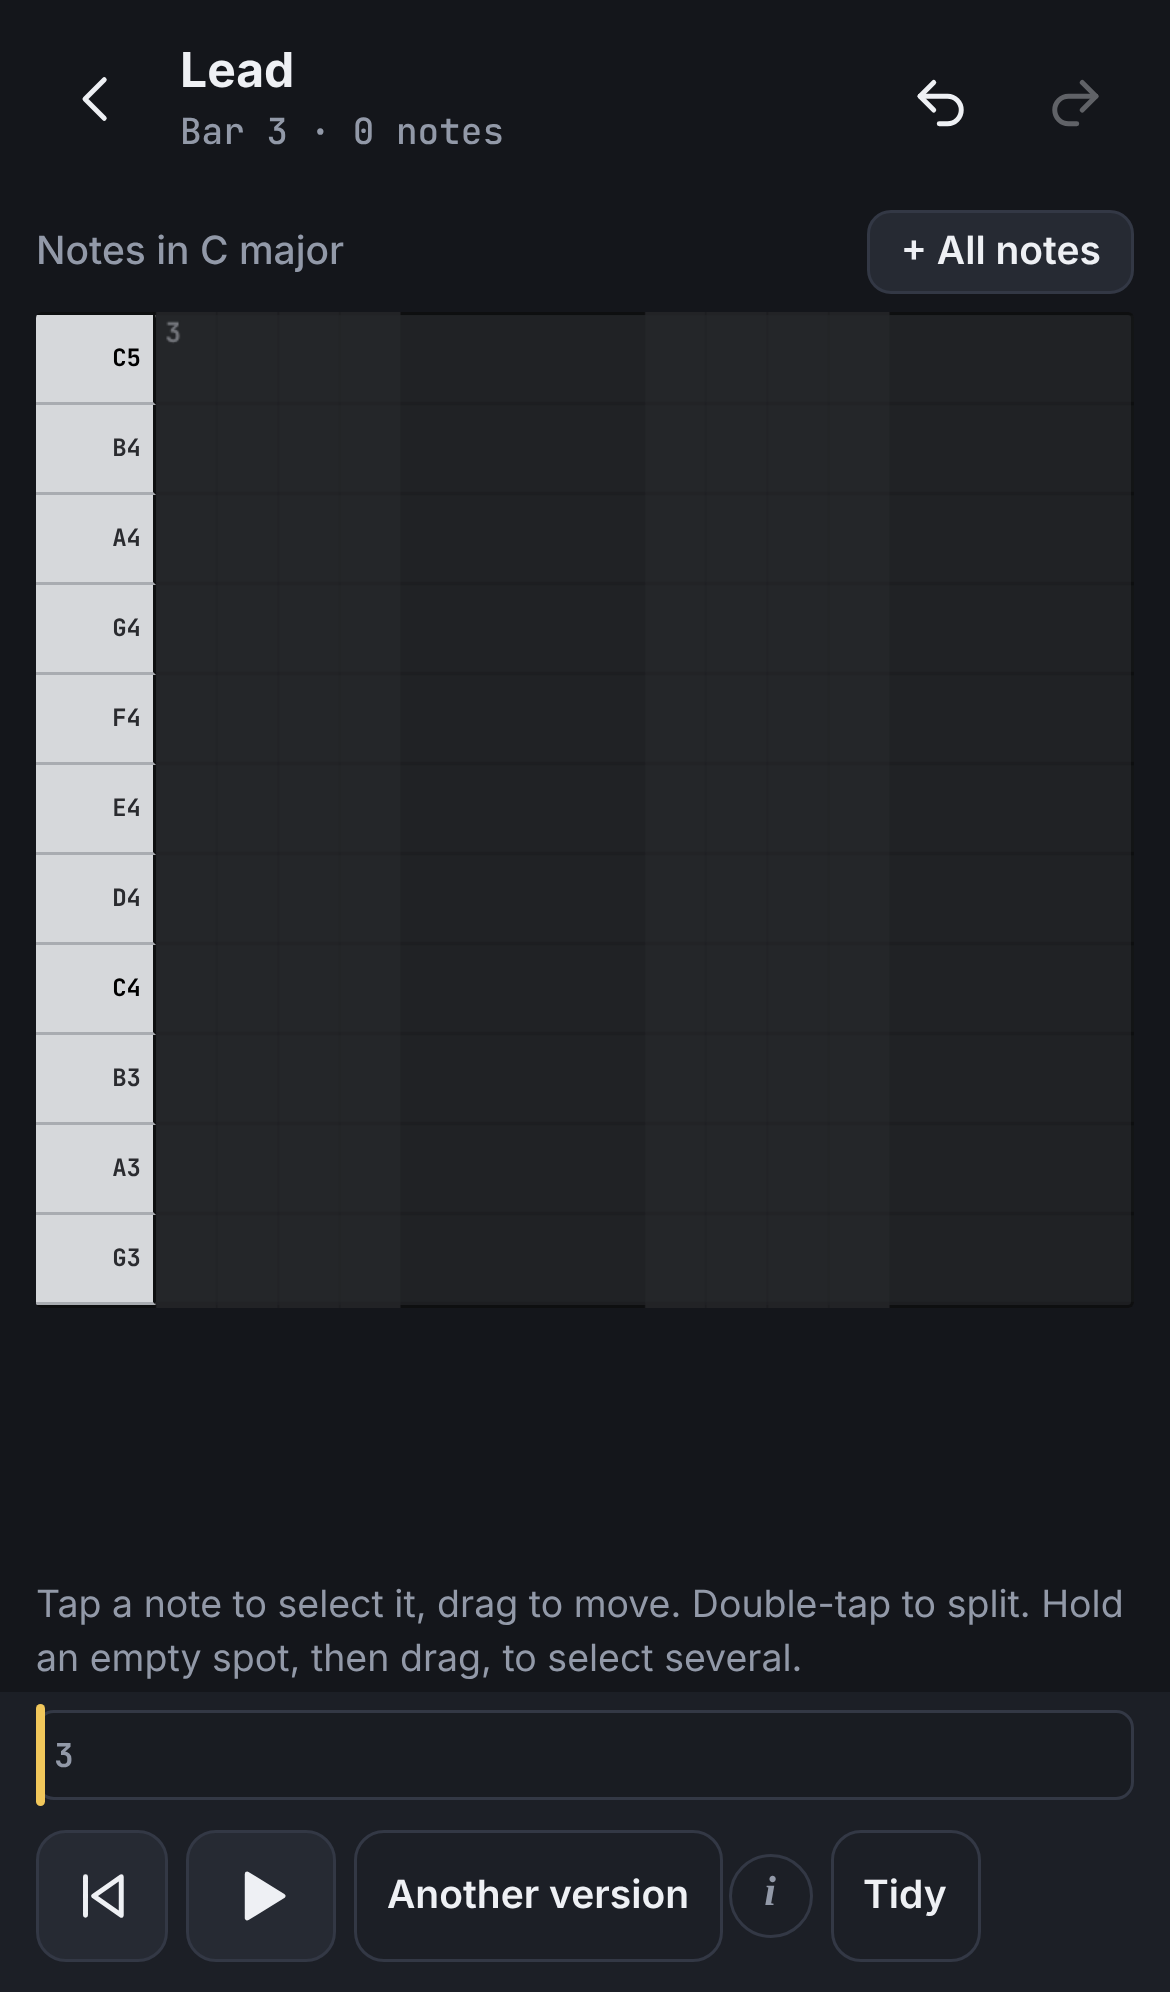 Lead
Bar 3 · 0 notes
Notes in C major
+ All notes
3
C5
B4
A4
G4
F4
E4
D4
C4
B3
A3
G3
Tap a note to select it, drag to move. Double-tap to split. Hold
an empty spot, then drag, to select several.
3
Another version
i
Tidy